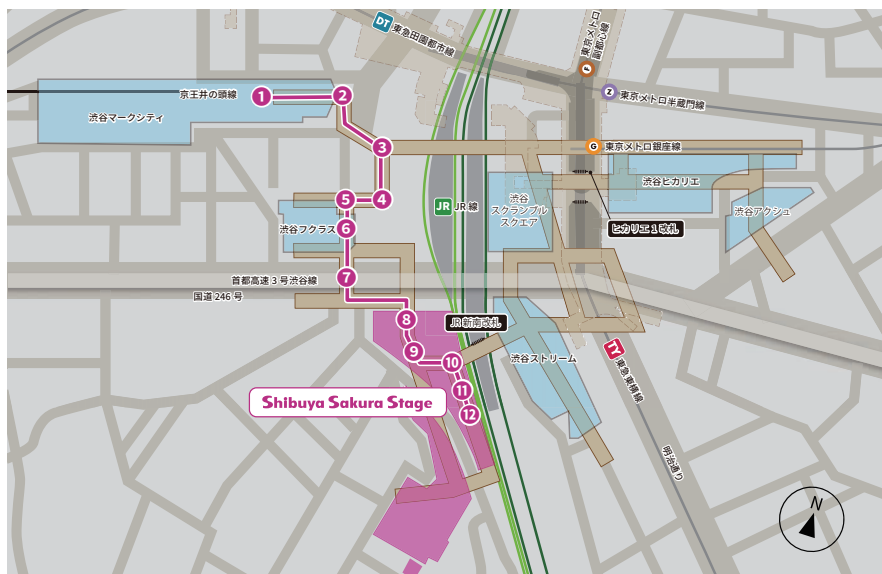 DT
東急田園都市線
東京メトロ
副都心線
F
Z
東京メトロ半蔵門線
京王井の頭線
1
2
渋谷マークシティ
3
G
東京メトロ銀座線
渋谷ヒカリエ
5
4
JR
JR 線
渋谷
スクランブル
スクエア
渋谷アクシュ
渋谷フクラス
6
ヒカリエ 1 改札
首都高速 3 号渋谷線
7
国道 246 号
8
JR 新南改札
9
10
渋谷ストリーム
TY
東急東横線
11
Shibuya Sakura Stage
12
明治通り
N